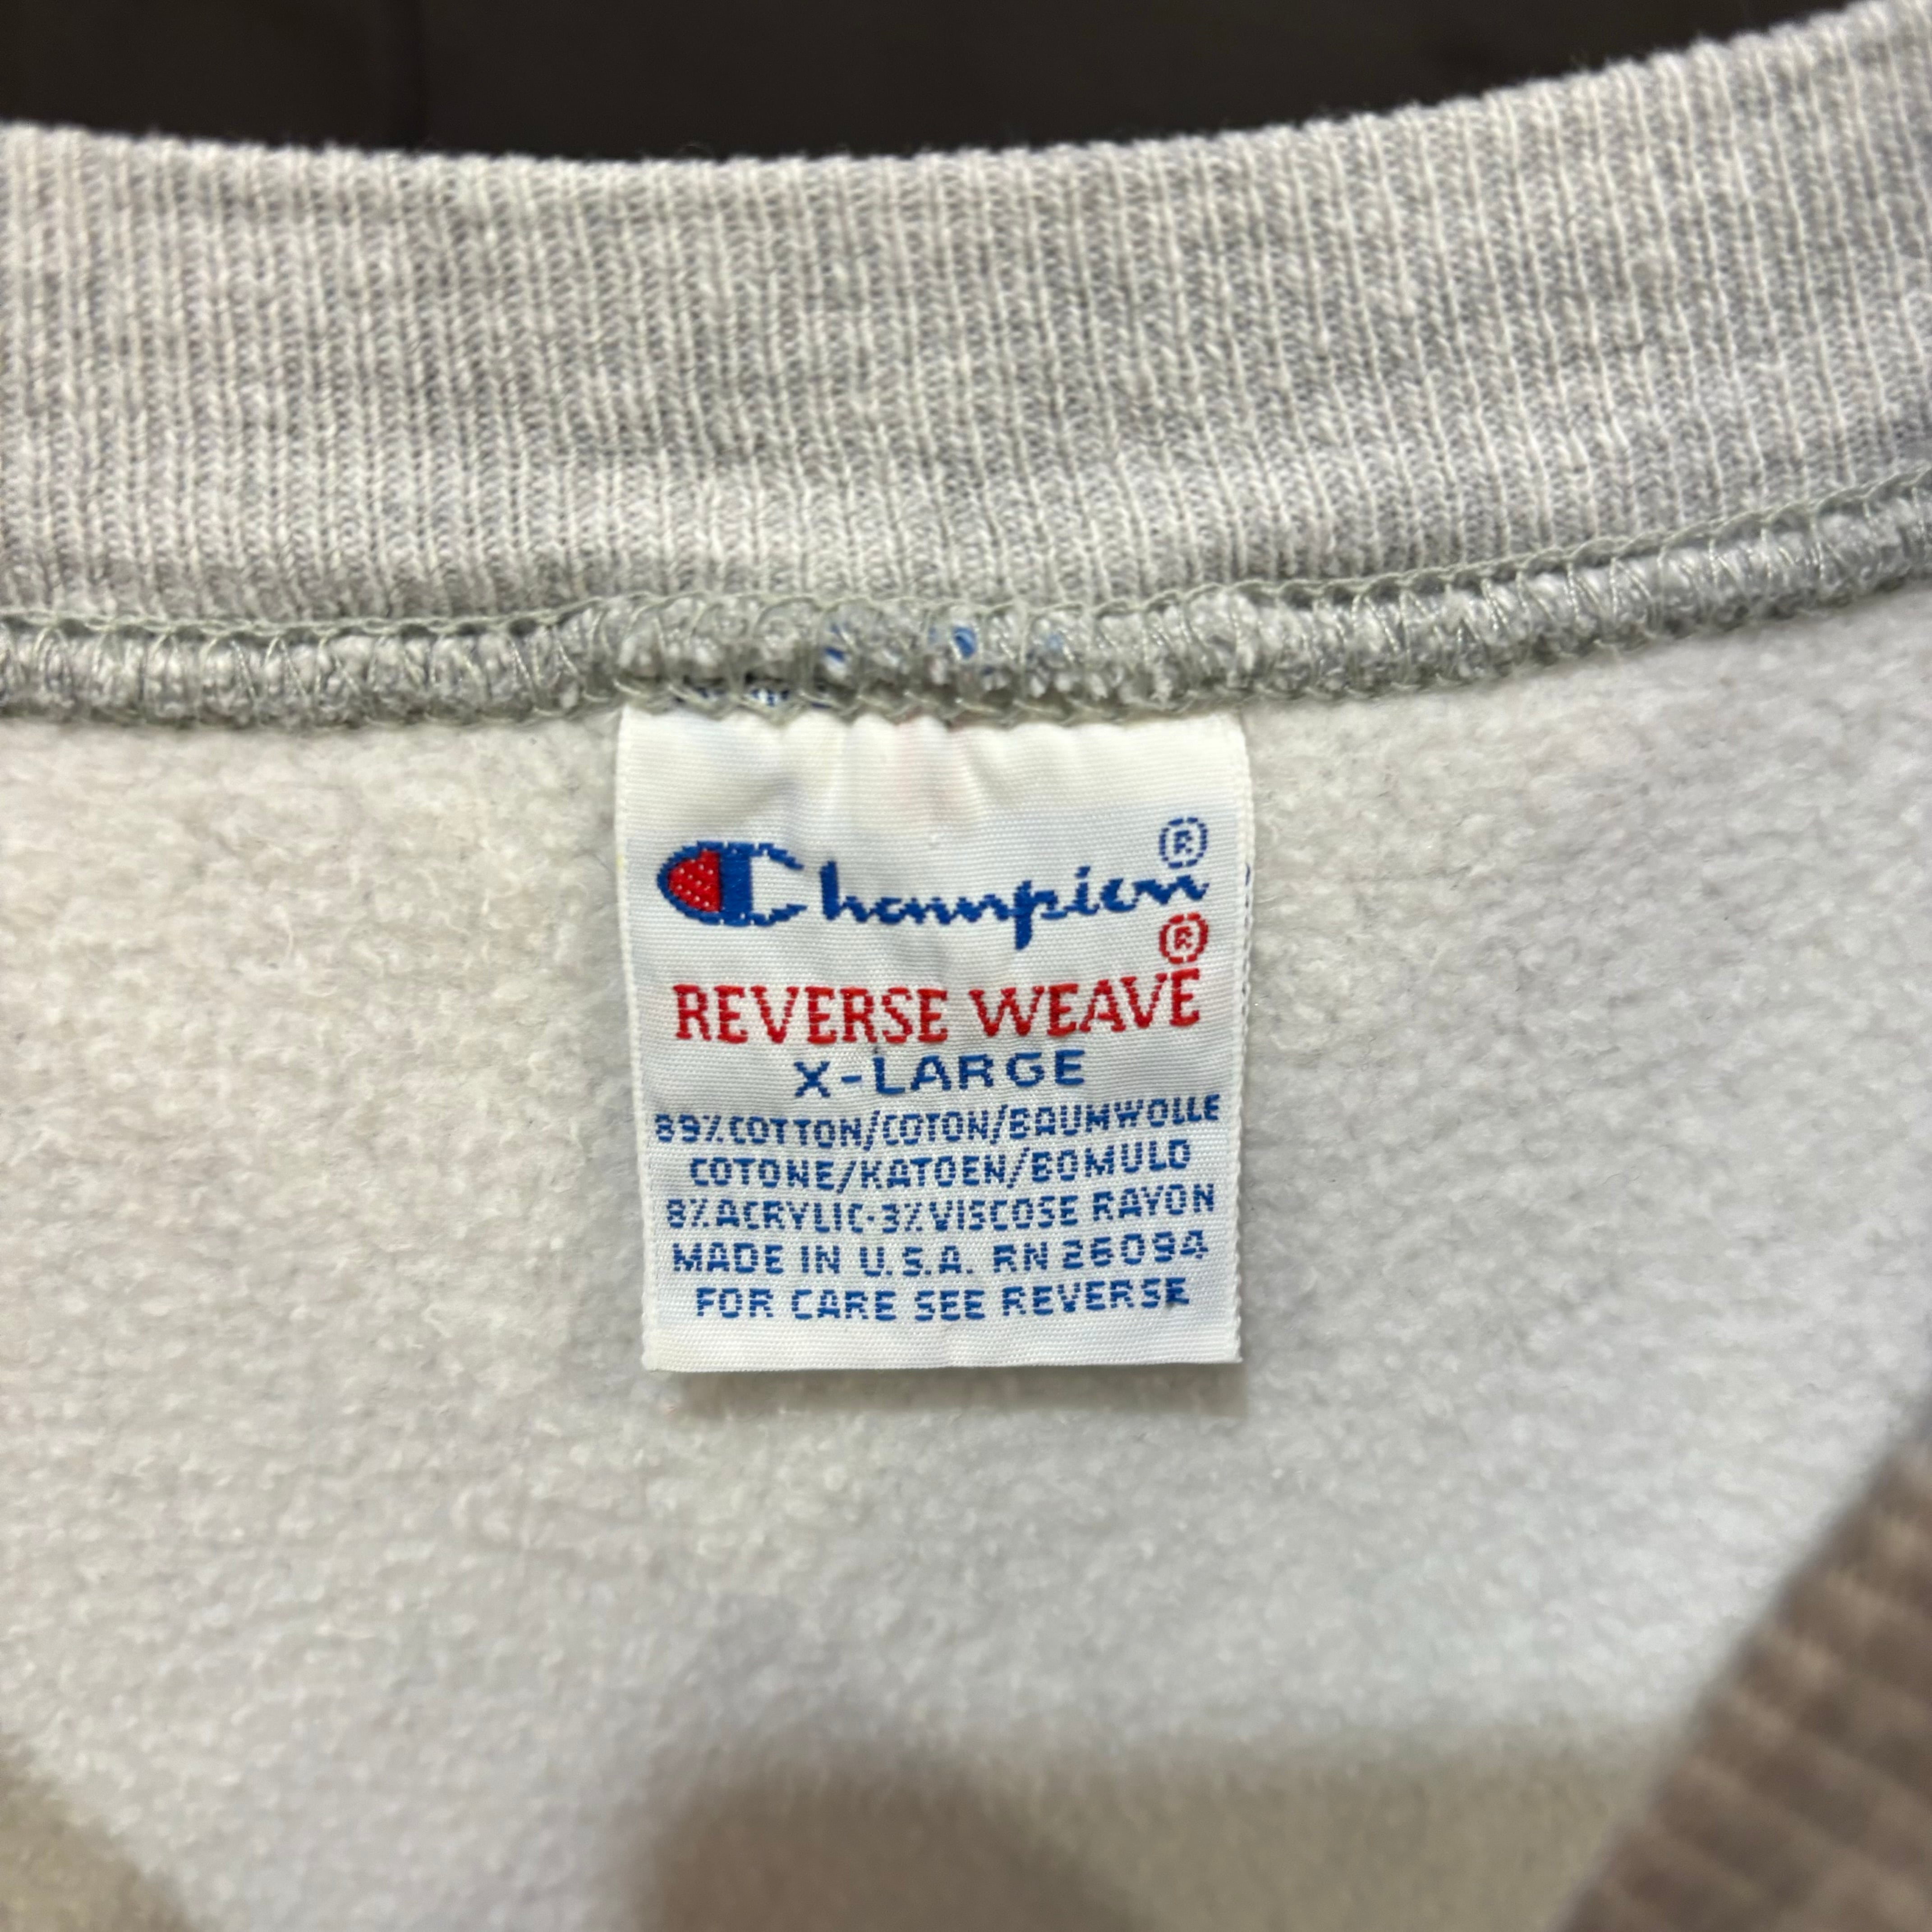 Champion®
REVERSE WEAVE®
X-LARGE
89% COTTON/COTON/BAUMWOLLE
COTONE/KATOEN/BOMULD
8% ACRYLIC·3% VISCOSE RAYON
MADE IN U.S.A. RN 26094
FOR CARE SEE REVERSE